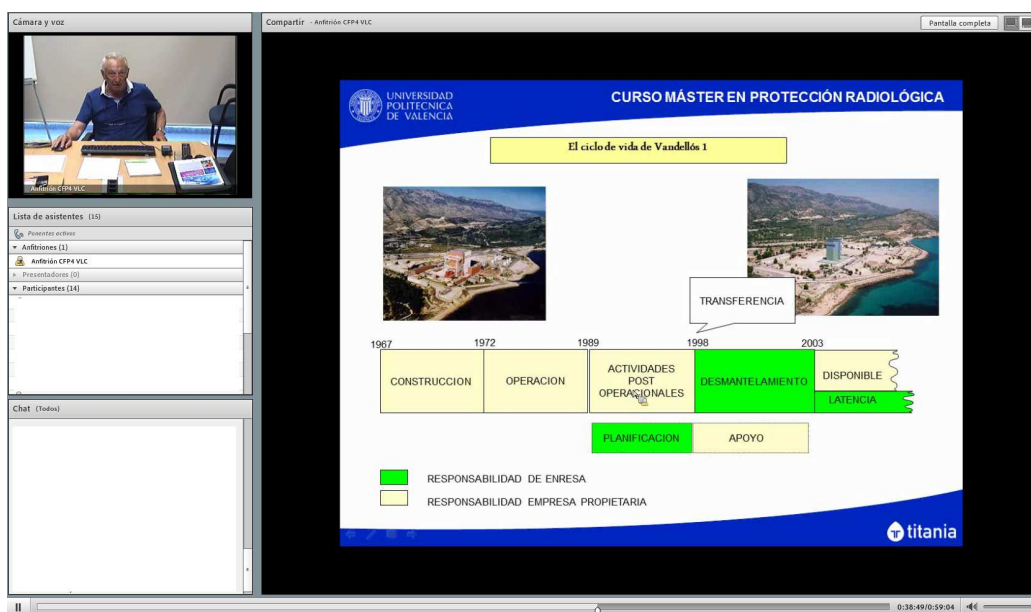 Cámara y voz
Anfitrión CFP4 VLC
Lista de asistentes (15)
Ponentes activos
Anfitriones (1)
Anfitrión CFP4 VLC
Presentadores (0)
Participantes (14)
Chat (Todos)
Compartir - Anfitrión CFP4 VLC
Pantalla completa
UNIVERSIDAD
POLITECNICA
DE VALENCIA
CURSO MÁSTER EN PROTECCIÓN RADIOLÓGICA
El ciclo de vida de Vandellós 1
TRANSFERENCIA
1967 1972 1989 1998 2003
CONSTRUCCION
OPERACION
ACTIVIDADES
POST
OPERACIONALES
DESMANTELAMIENTO
DISPONIBLE
LATENCIA
PLANIFICACION
APOYO
RESPONSABILIDAD DE ENRESA
RESPONSABILIDAD EMPRESA PROPIETARIA
titania
0:38:49/0:59:04